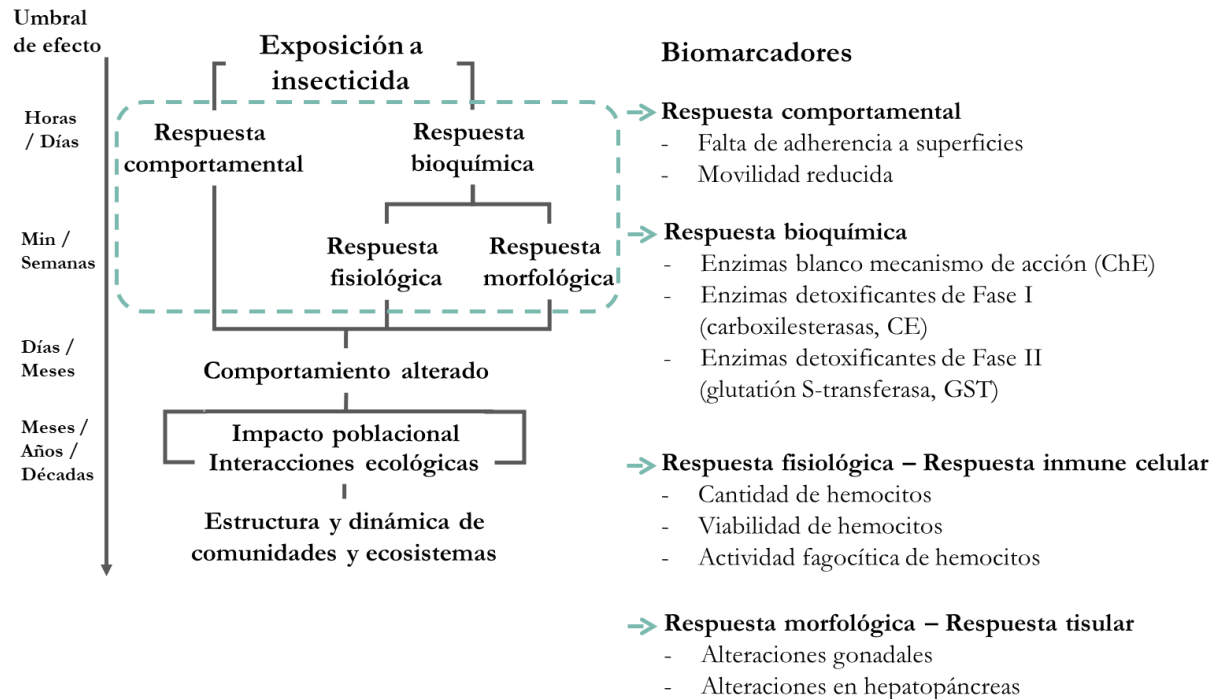 Umbral
de efecto
Exposición a
insecticida
Horas
/ Días
Respuesta
comportamental
Respuesta
bioquímica
Min /
Semanas
Respuesta
fisiológica
Respuesta
morfológica
Días /
Meses
Comportamiento alterado
Meses /
Años /
Décadas
Impacto poblacional
Interacciones ecológicas
Estructura y dinámica de
comunidades y ecosistemas
Biomarcadores
Respuesta comportamental
- Falta de adherencia a superficies
- Movilidad reducida
Respuesta bioquímica
- Enzimas blanco mecanismo de acción (ChE)
- Enzimas detoxificantes de Fase I
(carboxilesterasas, CE)
- Enzimas detoxificantes de Fase II
(glutatión S-transferasa, GST)
Respuesta fisiológica – Respuesta inmune celular
- Cantidad de hemocitos
- Viabilidad de hemocitos
- Actividad fagocítica de hemocitos
Respuesta morfológica – Respuesta tisular
- Alteraciones gonadales
- Alteraciones en hepatopáncreas